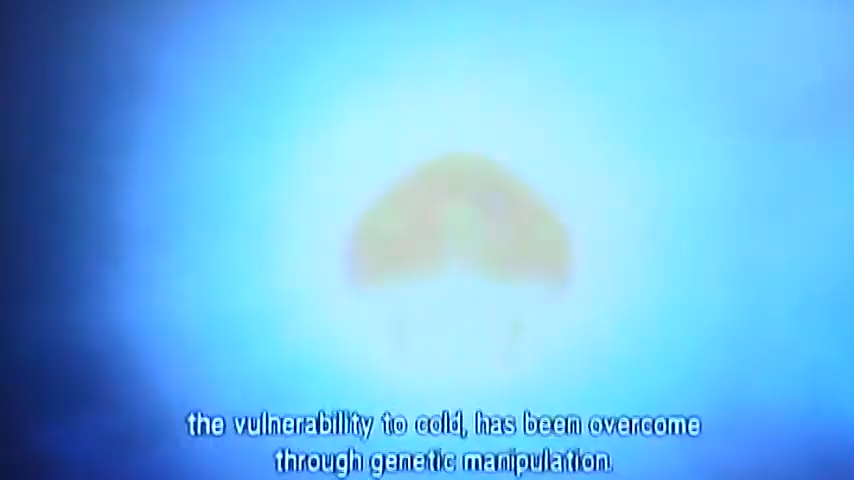 the vulnerability to cold, has been overcome
through genetic manipulation.